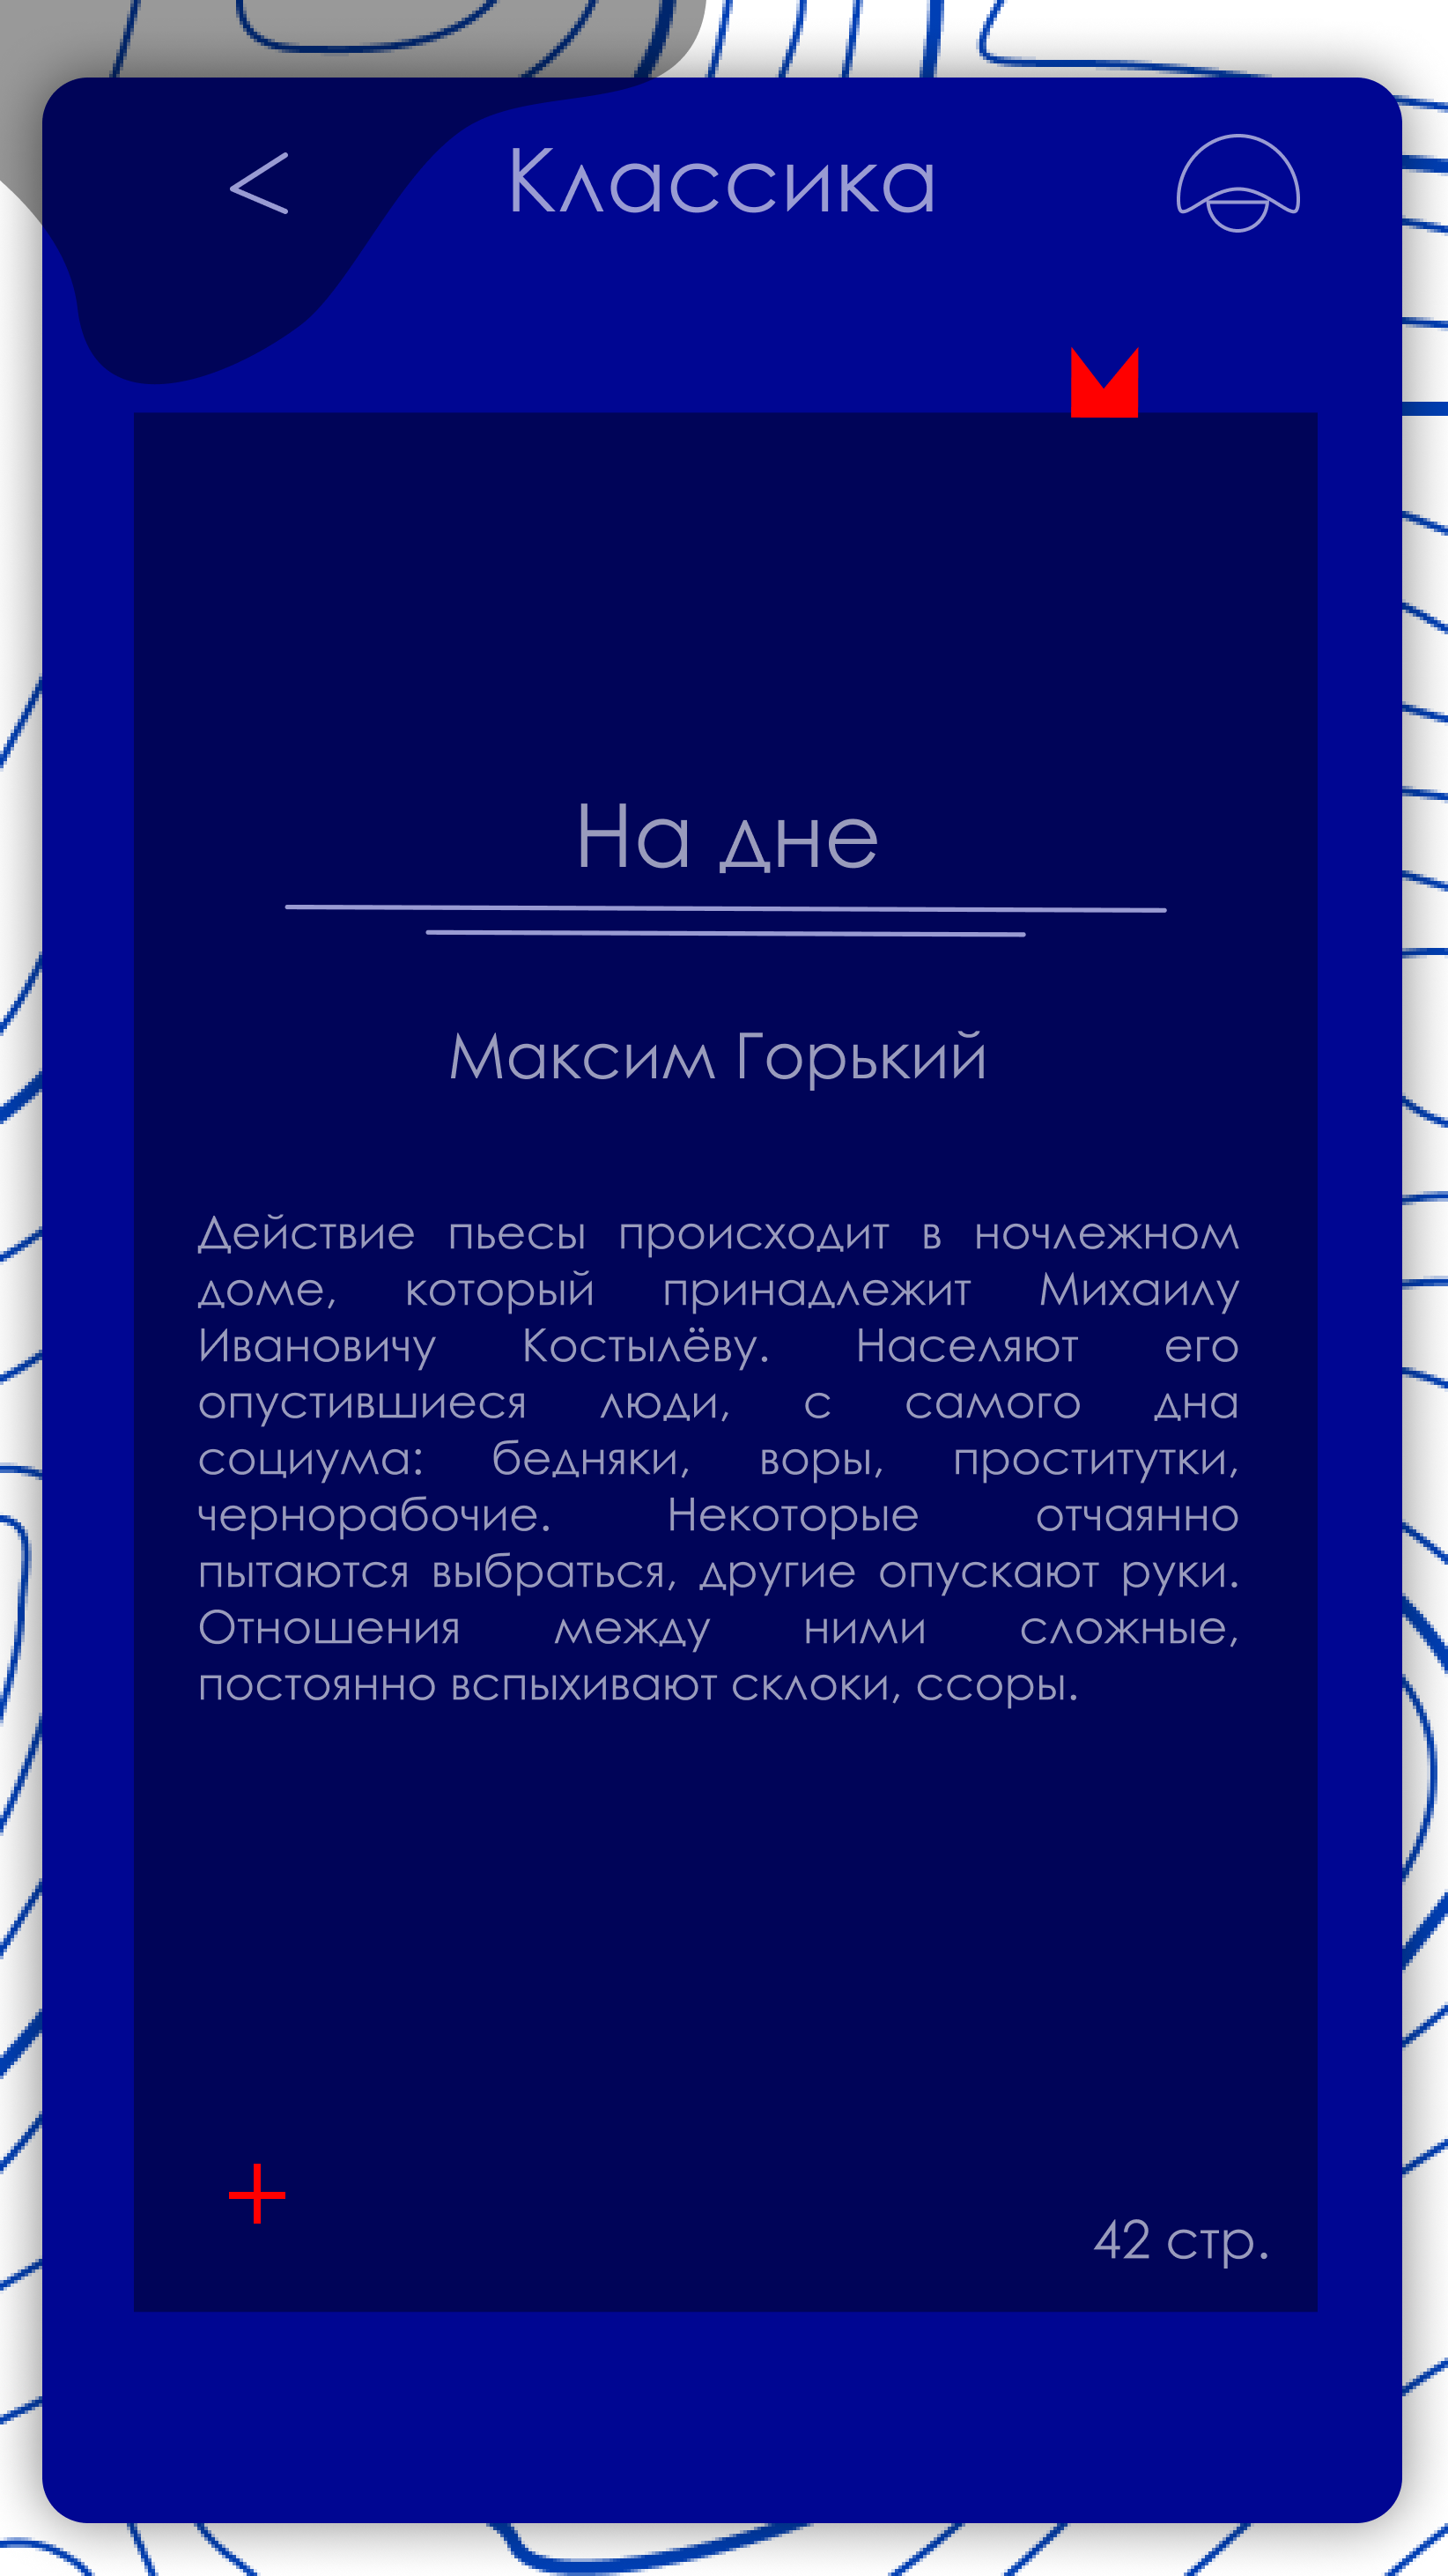 Классика
На дне
Максим Горький
Действие пьесы происходит в ночлежном
доме, который принадлежит Михаилу
Ивановичу Костылёву. Населяют его
опустившиеся люди, с самого дна
социума: бедняки, воры, проститутки,
чернорабочие. Некоторые отчаянно
пытаются выбраться, другие опускают руки.
Отношения между ними сложные,
постоянно вспыхивают склоки, ссоры.
42 стр.